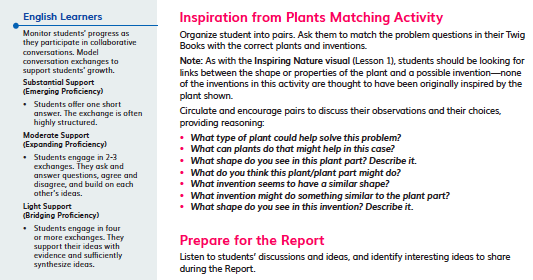 English Learners
Monitor students' progress as
they participate in collaborative
conversations. Model
conversation exchanges to
support students' growth.
Substantial Support
(Emerging Proficiency)
• Students offer one short
answer. The exchange is often
highly structured.
Moderate Support
(Expanding Proficiency)
• Students engage in 2-3
exchanges. They ask and
answer questions, agree and
disagree, and build on each
other's ideas.
Light Support
(Bridging Proficiency)
• Students engage in four
or more exchanges. They
support their ideas with
evidence and sufficiently
synthesize ideas.
Inspiration from Plants Matching Activity
Organize student into pairs. Ask them to match the problem questions in their Twig
Books with the correct plants and inventions.
Note: As with the Inspiring Nature visual (Lesson 1), students should be looking for
links between the shape or properties of the plant and a possible invention—none
of the inventions in this activity are thought to have been originally inspired by the
plant shown.
Circulate and encourage pairs to discuss their observations and their choices,
providing reasoning:
• What type of plant could help solve this problem?
• What can plants do that might help in this case?
• What shape do you see in this plant part? Describe it.
• What do you think this plant/plant part might do?
• What invention seems to have a similar shape?
• What invention might do something similar to the plant part?
• What shape do you see in this invention? Describe it.
Prepare for the Report
Listen to students' discussions and ideas, and identify interesting ideas to share
during the Report.